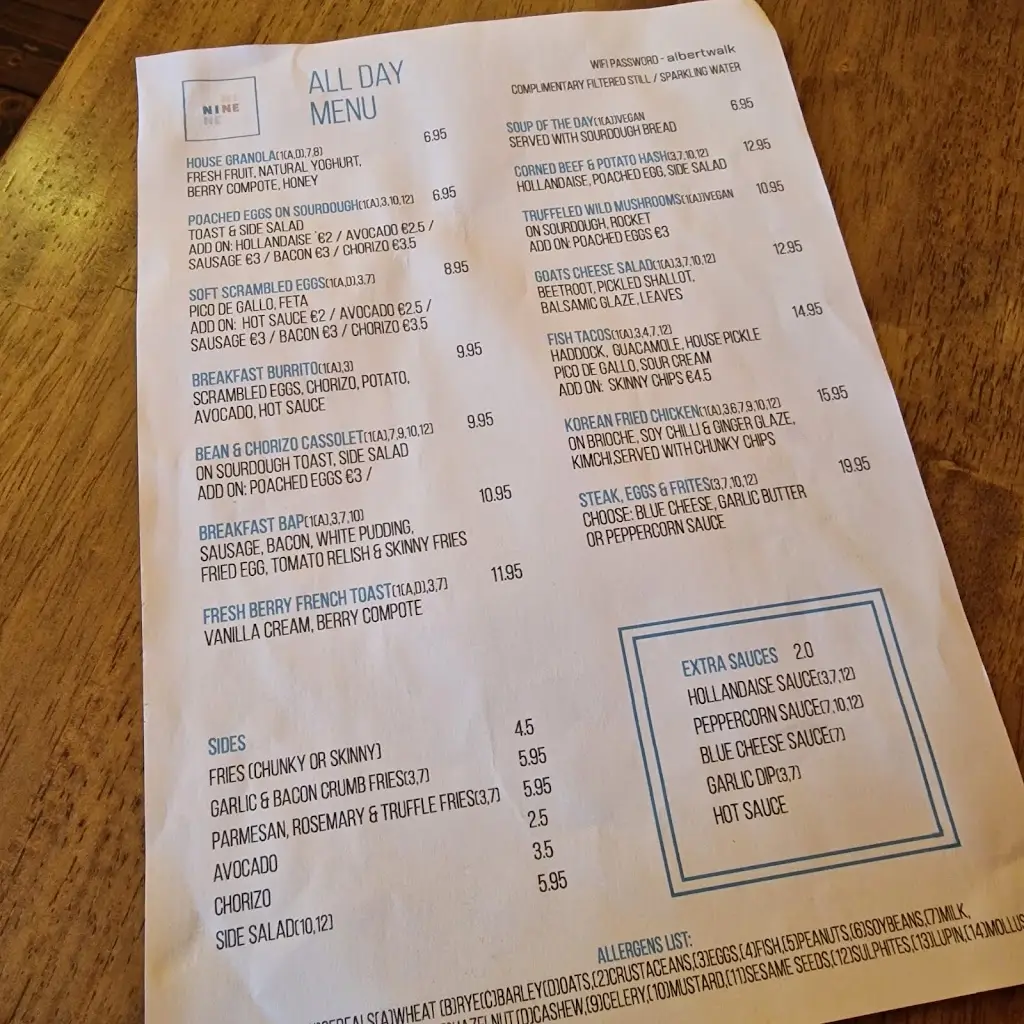 NINE
ALL DAY
MENU
WIFI PASSWORD - albertwalk
COMPLIMENTARY FILTERED STILL / SPARKLING WATER
HOUSE GRANOLA(1(A,D),7,8) 6.95
FRESH FRUIT, NATURAL YOGHURT,
BERRY COMPOTE, HONEY
POACHED EGGS ON SOURDOUGH(1(A),3,10,12) 6.95
TOAST & SIDE SALAD
ADD ON: HOLLANDAISE €2 / AVOCADO €2.5 /
SAUSAGE €3 / BACON €3 / CHORIZO €3.5
SOFT SCRAMBLED EGGS(1(A,D),3,7) 8.95
PICO DE GALLO, FETA
ADD ON: HOT SAUCE €2 / AVOCADO €2.5 /
SAUSAGE €3 / BACON €3 / CHORIZO €3.5
BREAKFAST BURRITO(1(A),3) 9.95
SCRAMBLED EGGS, CHORIZO, POTATO,
AVOCADO, HOT SAUCE
BEAN & CHORIZO CASSOLET(1(A),7,9,10,12) 9.95
ON SOURDOUGH TOAST, SIDE SALAD
ADD ON: POACHED EGGS €3 /
BREAKFAST BAP(1(A),3,7,10) 10.95
SAUSAGE, BACON, WHITE PUDDING,
FRIED EGG, TOMATO RELISH & SKINNY FRIES
FRESH BERRY FRENCH TOAST(1(A,D),3,7) 11.95
VANILLA CREAM, BERRY COMPOTE
SOUP OF THE DAY(1(A))VEGAN 6.95
SERVED WITH SOURDOUGH BREAD
CORNED BEEF & POTATO HASH(3,7,10,12) 12.95
HOLLANDAISE, POACHED EGG, SIDE SALAD
TRUFFELED WILD MUSHROOMS(1(A))VEGAN 10.95
ON SOURDOUGH, ROCKET
ADD ON: POACHED EGGS €3
GOATS CHEESE SALAD(1(A),3,7,10,12) 12.95
BEETROOT, PICKLED SHALLOT,
BALSAMIC GLAZE, LEAVES
FISH TACOS(1(A),3,4,7,12) 14.95
HADDOCK, GUACAMOLE, HOUSE PICKLE
PICO DE GALLO, SOUR CREAM
ADD ON: SKINNY CHIPS €4.5
KOREAN FRIED CHICKEN(1(A),3,6,7,9,10,12) 15.95
ON BRIOCHE, SOY CHILLI & GINGER GLAZE,
KIMCHI,SERVED WITH CHUNKY CHIPS
STEAK, EGGS & FRITES(3,7,10,12) 19.95
CHOOSE: BLUE CHEESE, GARLIC BUTTER
OR PEPPERCORN SAUCE
SIDES
FRIES (CHUNKY OR SKINNY) 4.5
GARLIC & BACON CRUMB FRIES(3,7) 5.95
PARMESAN, ROSEMARY & TRUFFLE FRIES(3,7) 5.95
AVOCADO 2.5
CHORIZO 3.5
SIDE SALAD(10,12) 5.95
EXTRA SAUCES 2.0
HOLLANDAISE SAUCE(3,7,12)
PEPPERCORN SAUCE(7,10,12)
BLUE CHEESE SAUCE(7)
GARLIC DIP(3,7)
HOT SAUCE
ALLERGENS LIST:
(A)WHEAT (B)RYE(C)BARLEY(D)OATS,(2)CRUSTACEANS,(3)EGGS,(4)FISH,(5)PEANUTS,(6)SOYBEANS,(7)MILK,
(D)CASHEW,(9)CELERY,(10)MUSTARD,(11)SESAME SEEDS,(12)SULPHITES,(13)LUPIN,(14)